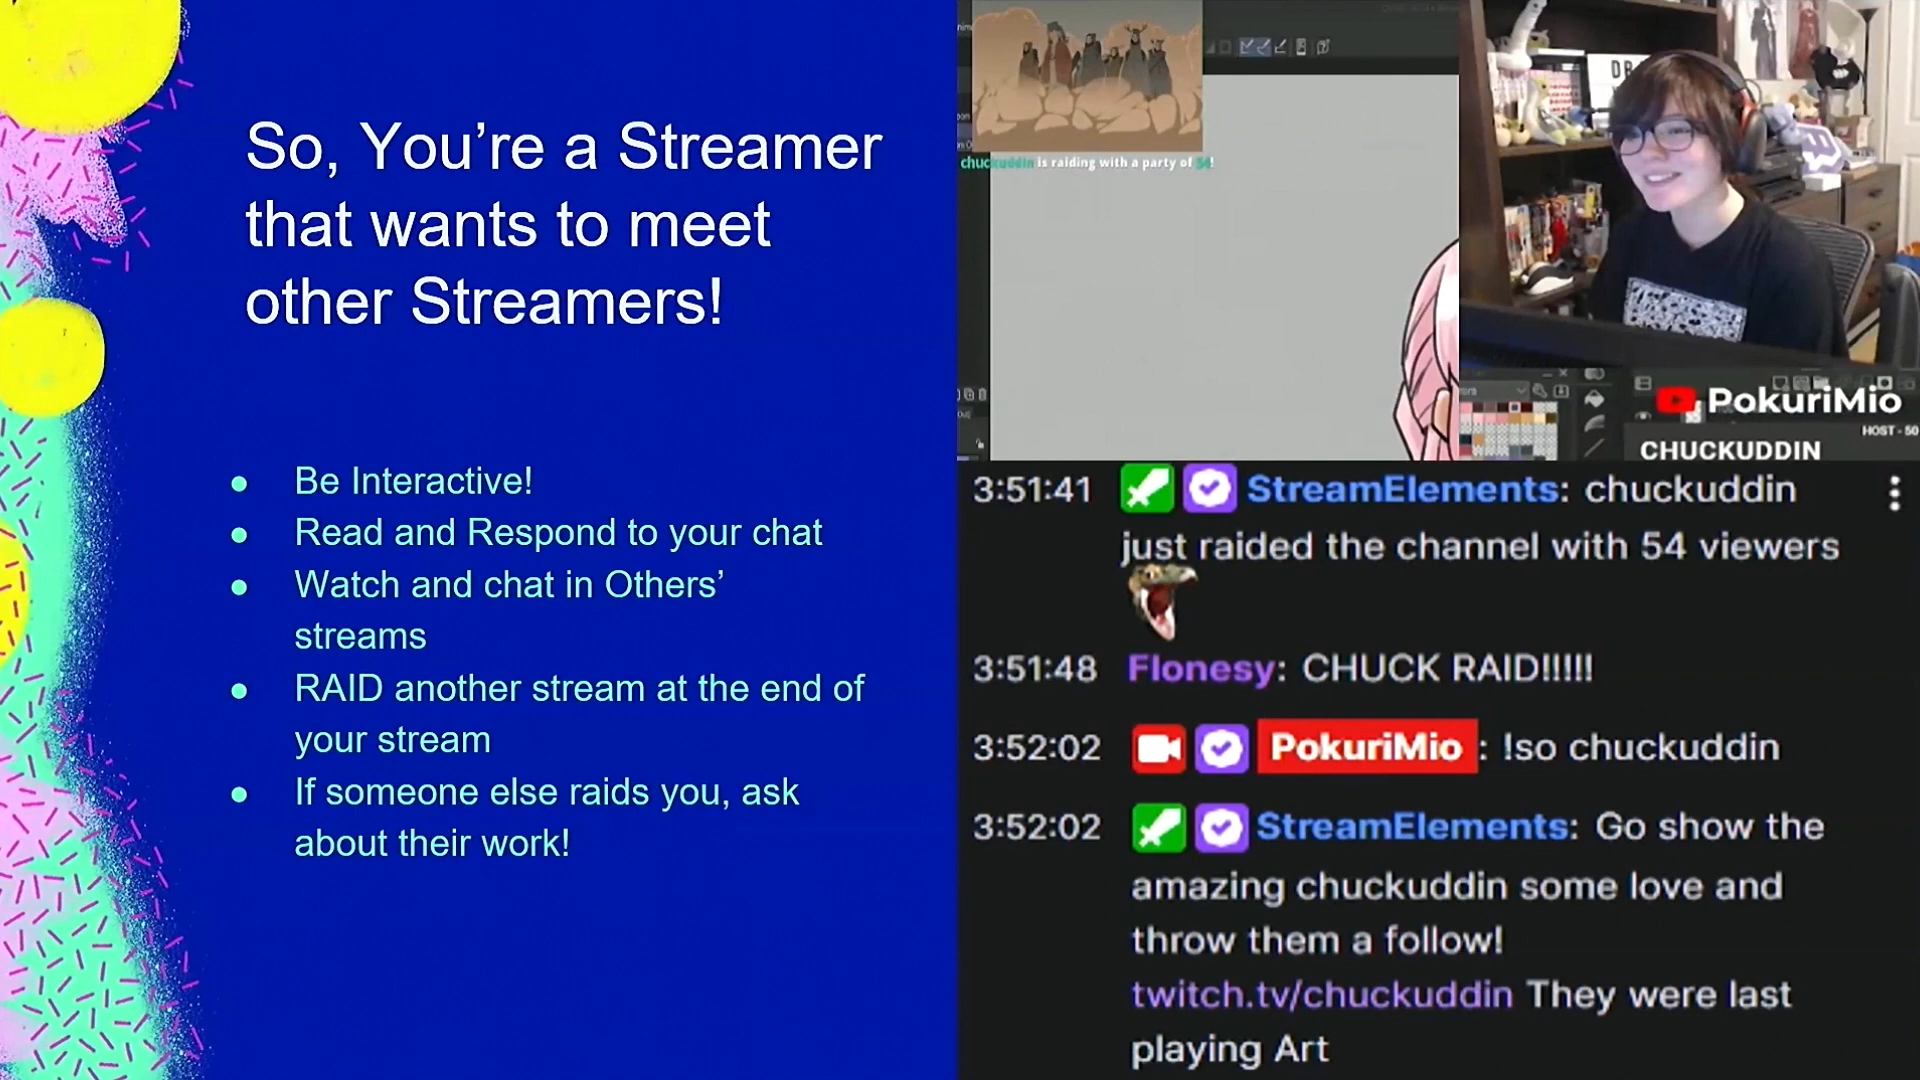 So, You’re a Streamer
that wants to meet
other Streamers!
● Be Interactive!
● Read and Respond to your chat
● Watch and chat in Others’
streams
● RAID another stream at the end of
your stream
● If someone else raids you, ask
about their work!
chuckuddin is raiding with a party of 54!
PokuriMio
HOST - 50
CHUCKUDDIN
3:51:41 StreamElements: chuckuddin
just raided the channel with 54 viewers
3:51:48 Flonesy: CHUCK RAID!!!!!
3:52:02 PokuriMio : !so chuckuddin
3:52:02 StreamElements: Go show the
amazing chuckuddin some love and
throw them a follow!
twitch.tv/chuckuddin They were last
playing Art